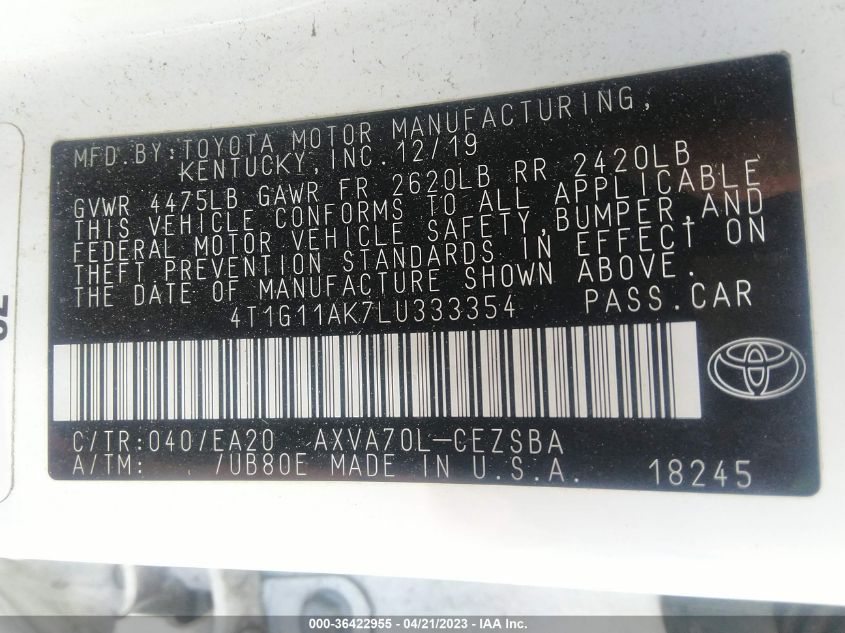 MFD.BY:TOYOTA MOTOR MANUFACTURING,
KENTUCKY,INC.12/19
GVWR 4475LB GAWR FR 2620LB RR 2420LB
THIS VEHICLE CONFORMS TO ALL APPLICABLE
FEDERAL MOTOR VEHICLE SAFETY,BUMPER,AND
THEFT PREVENTION STANDARDS IN EFFECT ON
THE DATE OF MANUFACTURE SHOWN ABOVE.
4T1G11AK7LU333354 PASS.CAR
C/TR:040/EA20 AXVA70L-CEZSBA
A/TM: /UB80E MADE IN U.S.A. 18245
000-36422955 / 04/21/2023 - IAA Inc.